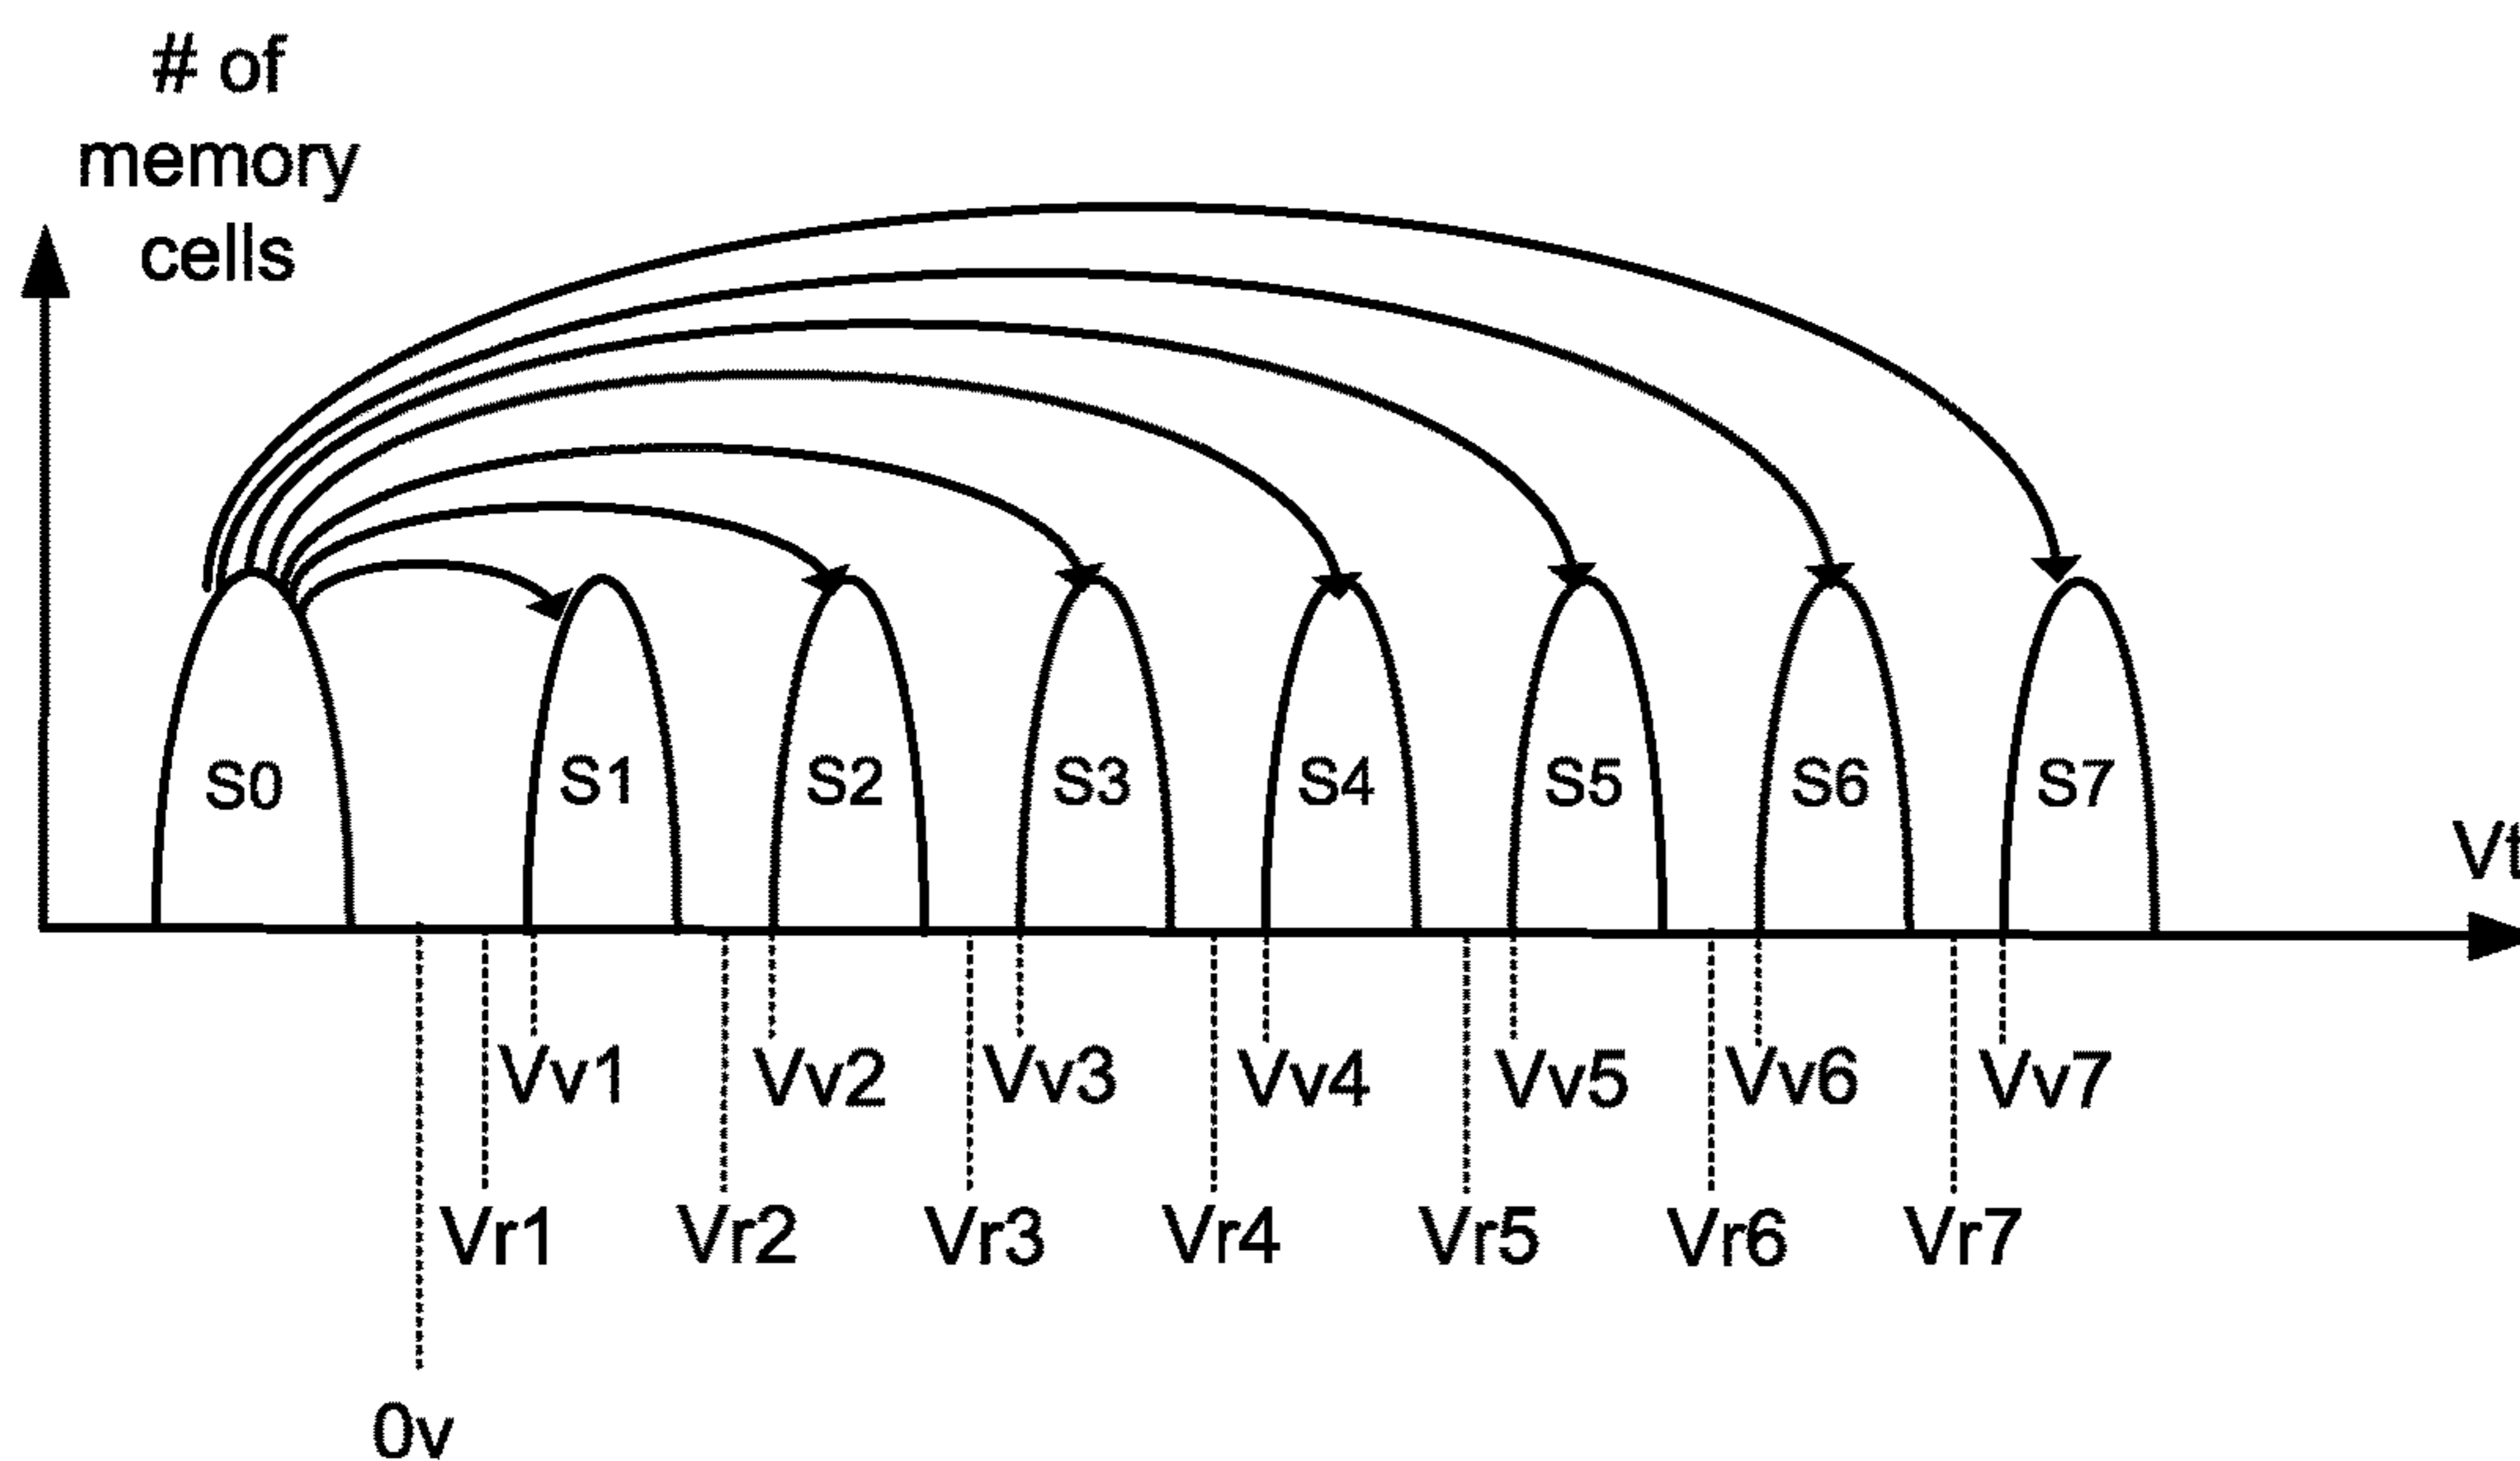 # of
memory
cells
S0 S1 S2 S3 S4 S5 S6 S7
Vt
Vv1 Vv2 Vv3 Vv4 Vv5 Vv6 Vv7
Vr1 Vr2 Vr3 Vr4 Vr5 Vr6 Vr7
0v